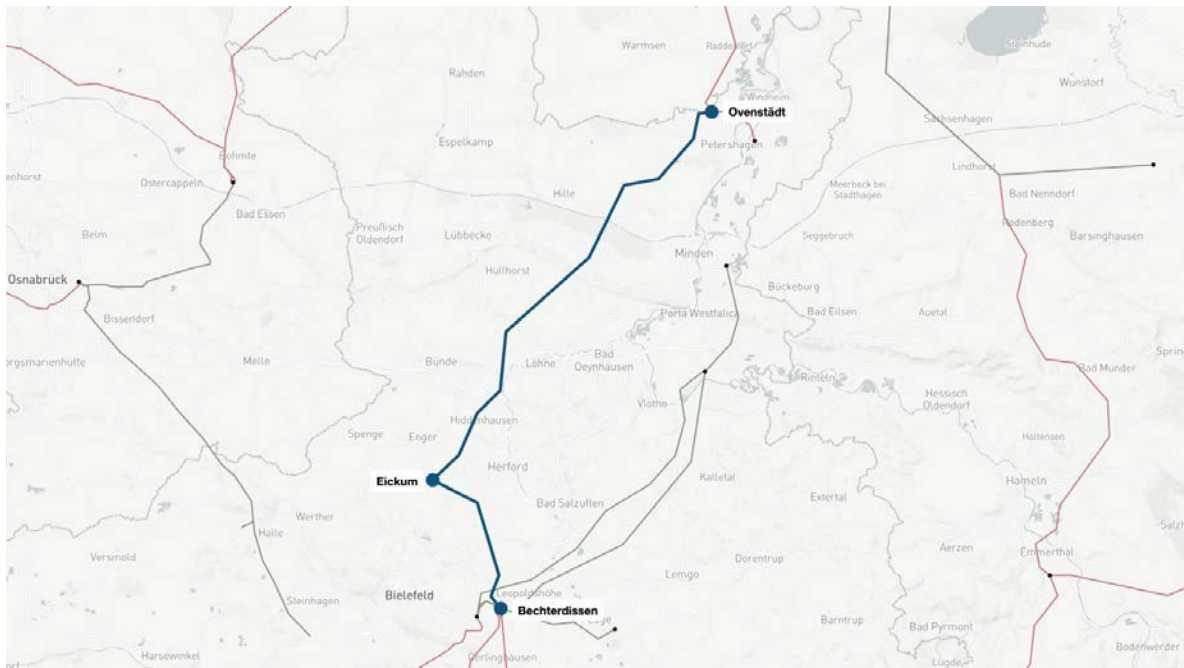 Warmsen
Steinhude
Rahden
Windheim
Wunstorf
Ovenstädt
Sachsenhagen
Espelkamp
Petershagen
Bohmte
Lindhorst
Ostercappeln
Hille
Meerbeck bei
Stadthagen
Bad Nenndorf
Bad Essen
Rodenberg
Preußisch
Oldendorf
Belm
Lübbecke
Seggebruch
Barsinghausen
Minden
Osnabrück
Hüllhorst
Bückeburg
Bissendorf
Porta Westfalica
Bad Eilsen
Auetal
Melle
Bünde
Löhne
Bad
Oeynhausen
Bad Münder
Rinteln
Hessisch
Oldendorf
Vlotho
Hiddenhausen
Spenge
Enger
Herford
Hameln
Eickum
Kalletal
Bad Salzuflen
Extertal
Werther
Halle
Versmold
Aerzen
Emmerthal
Dörentrup
Lemgo
Steinhagen
Bielefeld
Leopoldshöhe
Bechterdissen
Barntrup
Bad Pyrmont
Bodenwerder
Harsewinkel
Oerlinghausen
Lügde